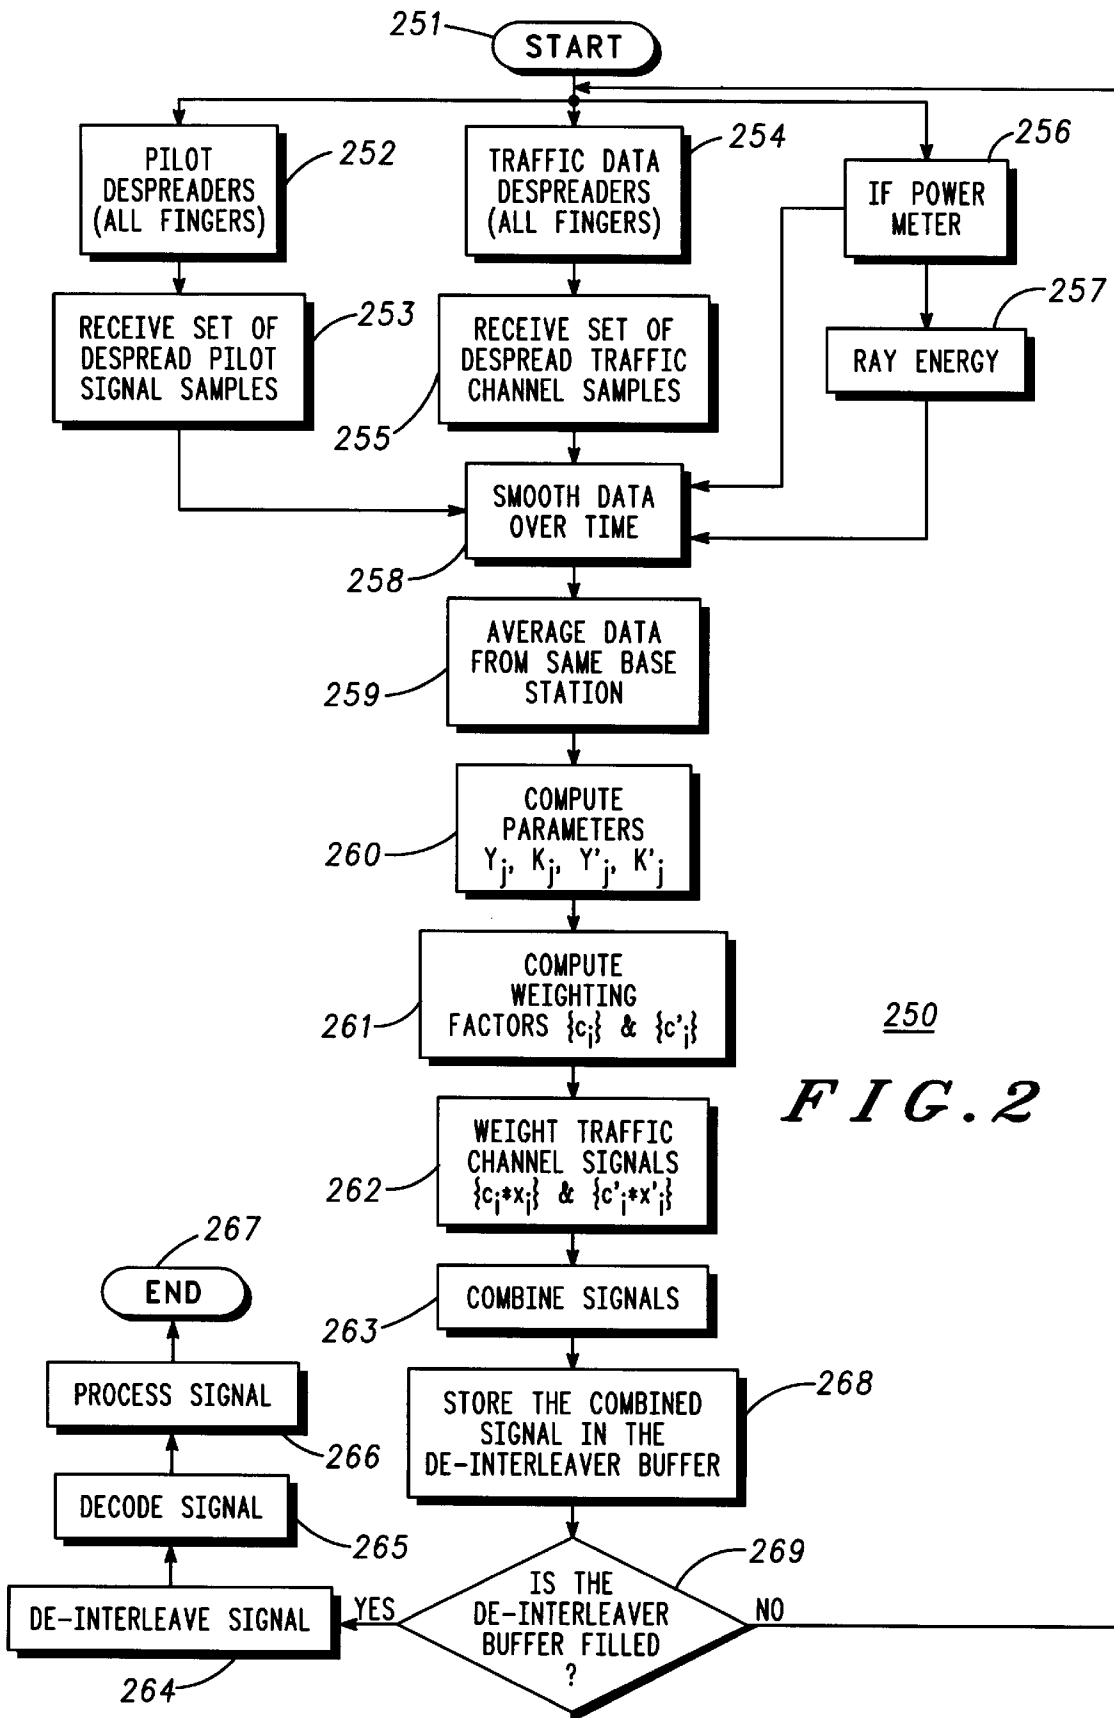 251
START
PILOT
DESPREADERS
(ALL FINGERS)
252
TRAFFIC DATA
DESPREADERS
(ALL FINGERS)
254
IF POWER
METER
256
RECEIVE SET OF
DESPREAD PILOT
SIGNAL SAMPLES
253
RECEIVE SET OF
DESPREAD TRAFFIC
CHANNEL SAMPLES
255
RAY ENERGY
257
SMOOTH DATA
OVER TIME
258
AVERAGE DATA
FROM SAME BASE
STATION
259
COMPUTE
PARAMETERS
Yj, Kj, Y'j, K'j
260
COMPUTE
WEIGHTING
FACTORS {ci} & {c'i}
261
250
FIG.2
WEIGHT TRAFFIC
CHANNEL SIGNALS
{ci*xi} & {c'i*x'i}
262
COMBINE SIGNALS
263
STORE THE COMBINED
SIGNAL IN THE
DE-INTERLEAVER BUFFER
268
IS THE
DE-INTERLEAVER
BUFFER FILLED
?
269
YES
NO
DE-INTERLEAVE SIGNAL
264
DECODE SIGNAL
265
PROCESS SIGNAL
266
END
267